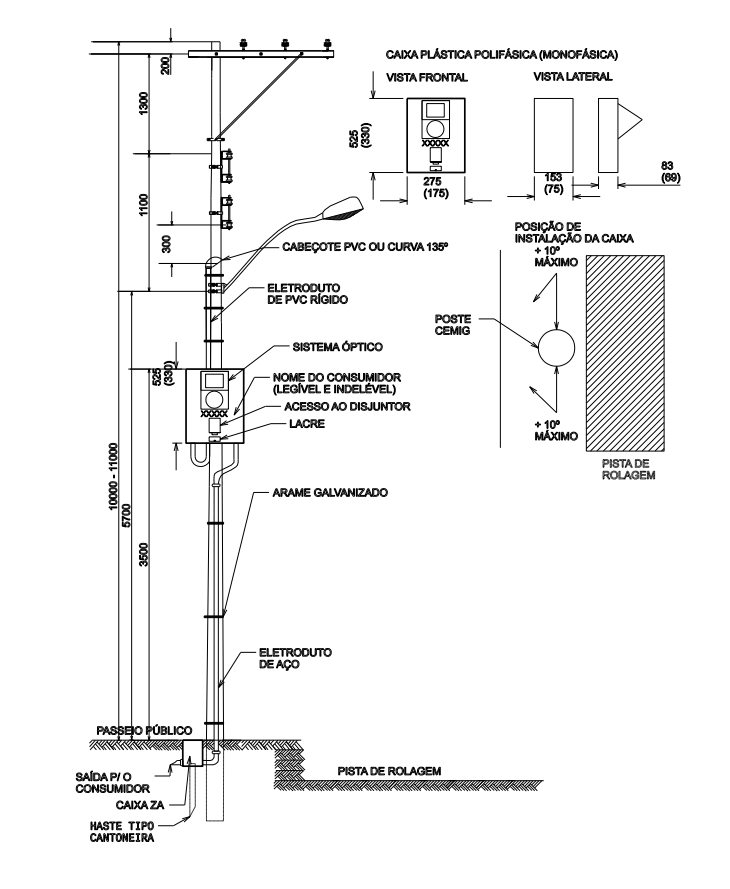 200
1300
1100
300
525
(330)
10000 - 11000
5700
3500
CABEÇOTE PVC OU CURVA 135º
ELETRODUTO
DE PVC RÍGIDO
SISTEMA ÓPTICO
NOME DO CONSUMIDOR
(LEGÍVEL E INDELÉVEL)
ACESSO AO DISJUNTOR
LACRE
XXXXX
ARAME GALVANIZADO
ELETRODUTO
DE AÇO
PASSEIO PÚBLICO
PISTA DE ROLAGEM
SAÍDA P/ O
CONSUMIDOR
CAIXA ZA
HASTE TIPO
CANTONEIRA
CAIXA PLÁSTICA POLIFÁSICA (MONOFÁSICA)
VISTA FRONTAL
VISTA LATERAL
525
(330)
XXXXX
275
(175)
153
(75)
83
(69)
POSIÇÃO DE
INSTALAÇÃO DA CAIXA
+ 10º
MÁXIMO
POSTE
CEMIG
+ 10º
MÁXIMO
PISTA DE
ROLAGEM